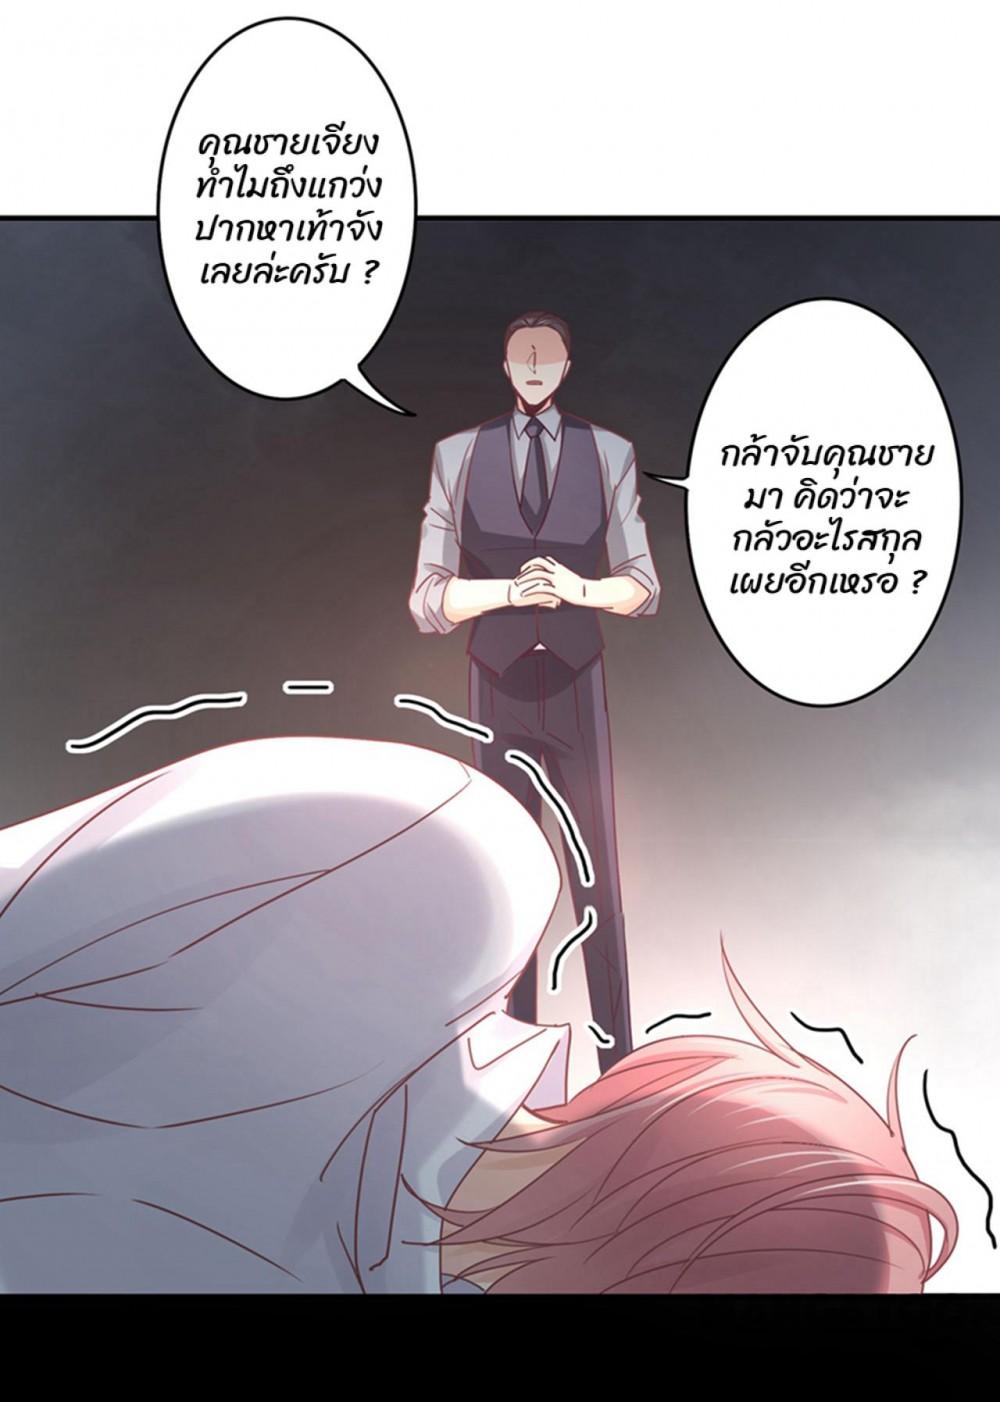 คุณชายเจียง
ทำไมถึงแกว่ง
ปากหาเท้าจัง
เลยล่ะครับ ?
กล้าจับคุณชาย
มา คิดว่าจะ
กลัวอะไรสกุล
เผยอีกเหรอ ?